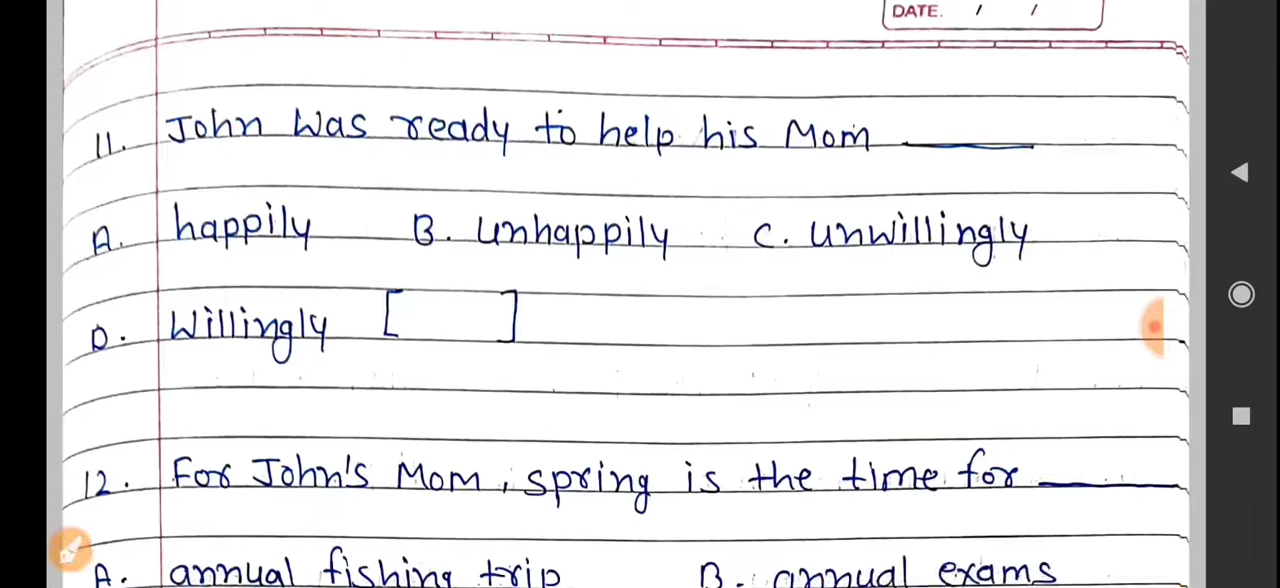 DATE. / /
11. John was ready to help his Mom ____
A. happily B. unhappily C. unwillingly
D. Willingly [ ]
12. For John's Mom, spring is the time for ____
A. annual fishing trip B. annual exams